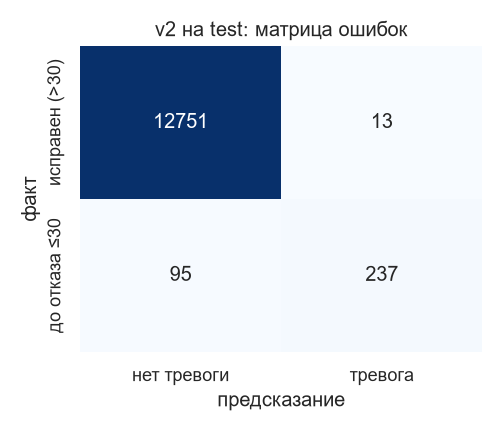 v2 на test: матрица ошибок
исправен (>30)
12751
13
факт
до отказа ≤30
95
237
нет тревоги
тревога
предсказание